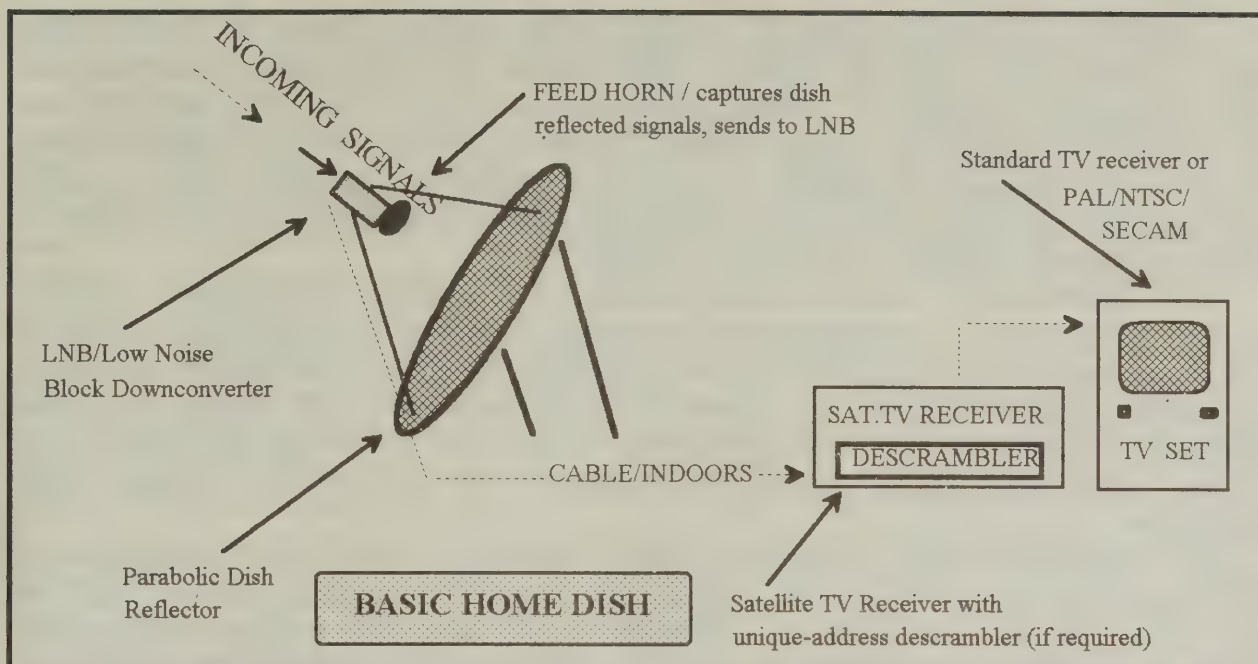 INCOMING SIGNALS
FEED HORN / captures dish
reflected signals, sends to LNB
Standard TV receiver or
PAL/NTSC/
SECAM
LNB/Low Noise
Block Downconverter
SAT.TV RECEIVER
DESCRAMBLER
TV SET
CABLE/INDOORS
Parabolic Dish
Reflector
BASIC HOME DISH
Satellite TV Receiver with
unique-address descrambler (if required)